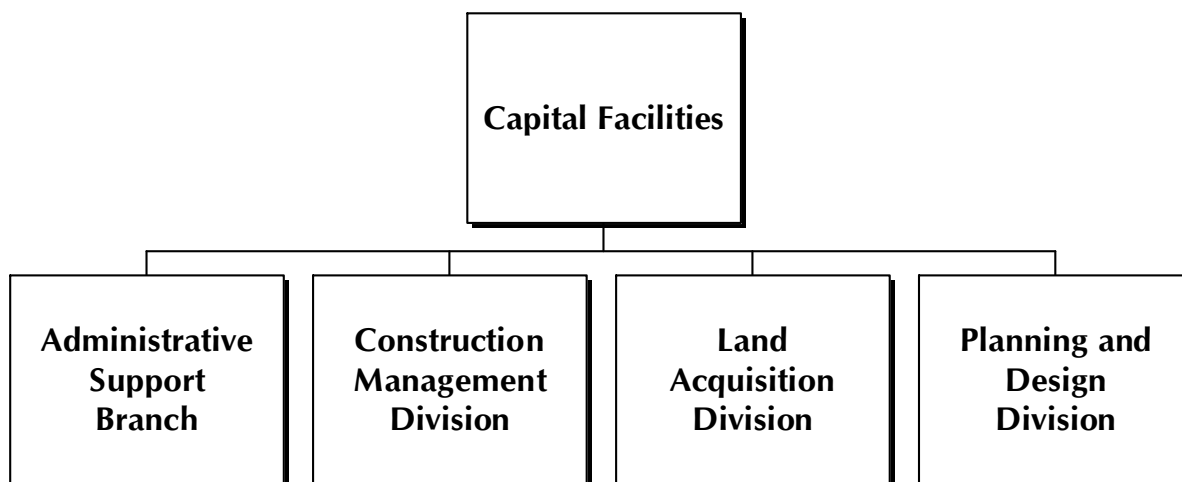 Capital Facilities
Administrative
Support
Branch
Construction
Management
Division
Land
Acquisition
Division
Planning and
Design
Division